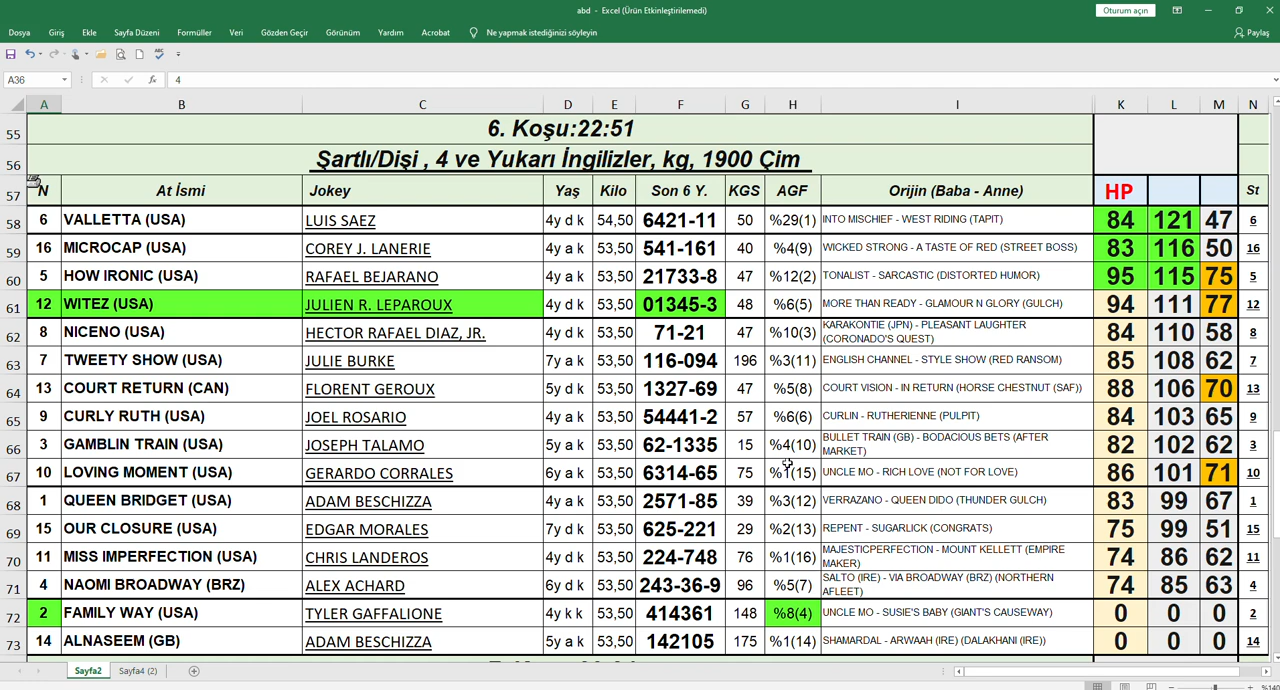 abd - Excel (Ürün Etkinleştirilemedi)
Oturum açın
Dosya Giriş Ekle Sayfa Düzeni Formüller Veri Gözden Geçir Görünüm Yardım Acrobat Ne yapmak istediğinizi söyleyin Paylaş
A36 fx 4
A B C D E F G H I K L M N
55 6. Koşu:22:51
56 Şartlı/Dişi , 4 ve Yukarı İngilizler, kg, 1900 Çim
57 N At İsmi Jokey Yaş Kilo Son 6 Y. KGS AGF Orijin (Baba - Anne) HP St
58 6 VALLETTA (USA) LUIS SAEZ 4y d k 54,50 6421-11 50 %29(1) INTO MISCHIEF - WEST RIDING (TAPIT) 84 121 47 6
59 16 MICROCAP (USA) COREY J. LANERIE 4y a k 53,50 541-161 40 %4(9) WICKED STRONG - A TASTE OF RED (STREET BOSS) 83 116 50 16
60 5 HOW IRONIC (USA) RAFAEL BEJARANO 4y a k 53,50 21733-8 47 %12(2) TONALIST - SARCASTIC (DISTORTED HUMOR) 95 115 75 5
61 12 WITEZ (USA) JULIEN R. LEPAROUX 4y d k 53,50 01345-3 48 %6(5) MORE THAN READY - GLAMOUR N GLORY (GULCH) 94 111 77 12
62 8 NICENO (USA) HECTOR RAFAEL DIAZ, JR. 4y d k 53,50 71-21 47 %10(3) KARAKONTIE (JPN) - PLEASANT LAUGHTER (CORONADO'S QUEST) 84 110 58 8
63 7 TWEETY SHOW (USA) JULIE BURKE 7y a k 53,50 116-094 196 %3(11) ENGLISH CHANNEL - STYLE SHOW (RED RANSOM) 85 108 62 7
64 13 COURT RETURN (CAN) FLORENT GEROUX 5y d k 53,50 1327-69 47 %5(8) COURT VISION - IN RETURN (HORSE CHESTNUT (SAF)) 88 106 70 13
65 9 CURLY RUTH (USA) JOEL ROSARIO 4y a k 53,50 54441-2 57 %6(6) CURLIN - RUTHERIENNE (PULPIT) 84 103 65 9
66 3 GAMBLIN TRAIN (USA) JOSEPH TALAMO 5y a k 53,50 62-1335 15 %4(10) BULLET TRAIN (GB) - BODACIOUS BETS (AFTER MARKET) 82 102 62 3
67 10 LOVING MOMENT (USA) GERARDO CORRALES 6y a k 53,50 6314-65 75 %1(15) UNCLE MO - RICH LOVE (NOT FOR LOVE) 86 101 71 10
68 1 QUEEN BRIDGET (USA) ADAM BESCHIZZA 4y a k 53,50 2571-85 39 %3(12) VERRAZANO - QUEEN DIDO (THUNDER GULCH) 83 99 67 1
69 15 OUR CLOSURE (USA) EDGAR MORALES 7y d k 53,50 625-221 29 %2(13) REPENT - SUGARLICK (CONGRATS) 75 99 51 15
70 11 MISS IMPERFECTION (USA) CHRIS LANDEROS 4y d k 53,50 224-748 76 %1(16) MAJESTICPERFECTION - MOUNT KELLETT (EMPIRE MAKER) 74 86 62 11
71 4 NAOMI BROADWAY (BRZ) ALEX ACHARD 6y d k 53,50 243-36-9 96 %5(7) SALTO (IRE) - VIA BROADWAY (BRZ) (NORTHERN AFLEET) 74 85 63 4
72 2 FAMILY WAY (USA) TYLER GAFFALIONE 4y k k 53,50 414361 148 %8(4) UNCLE MO - SUSIE'S BABY (GIANT'S CAUSEWAY) 0 0 0 2
73 14 ALNASEEM (GB) ADAM BESCHIZZA 5y a k 53,50 142105 175 %1(14) SHAMARDAL - ARWAAH (IRE) (DALAKHANI (IRE)) 0 0 0 14
Sayfa2 Sayfa4 (2)
%140